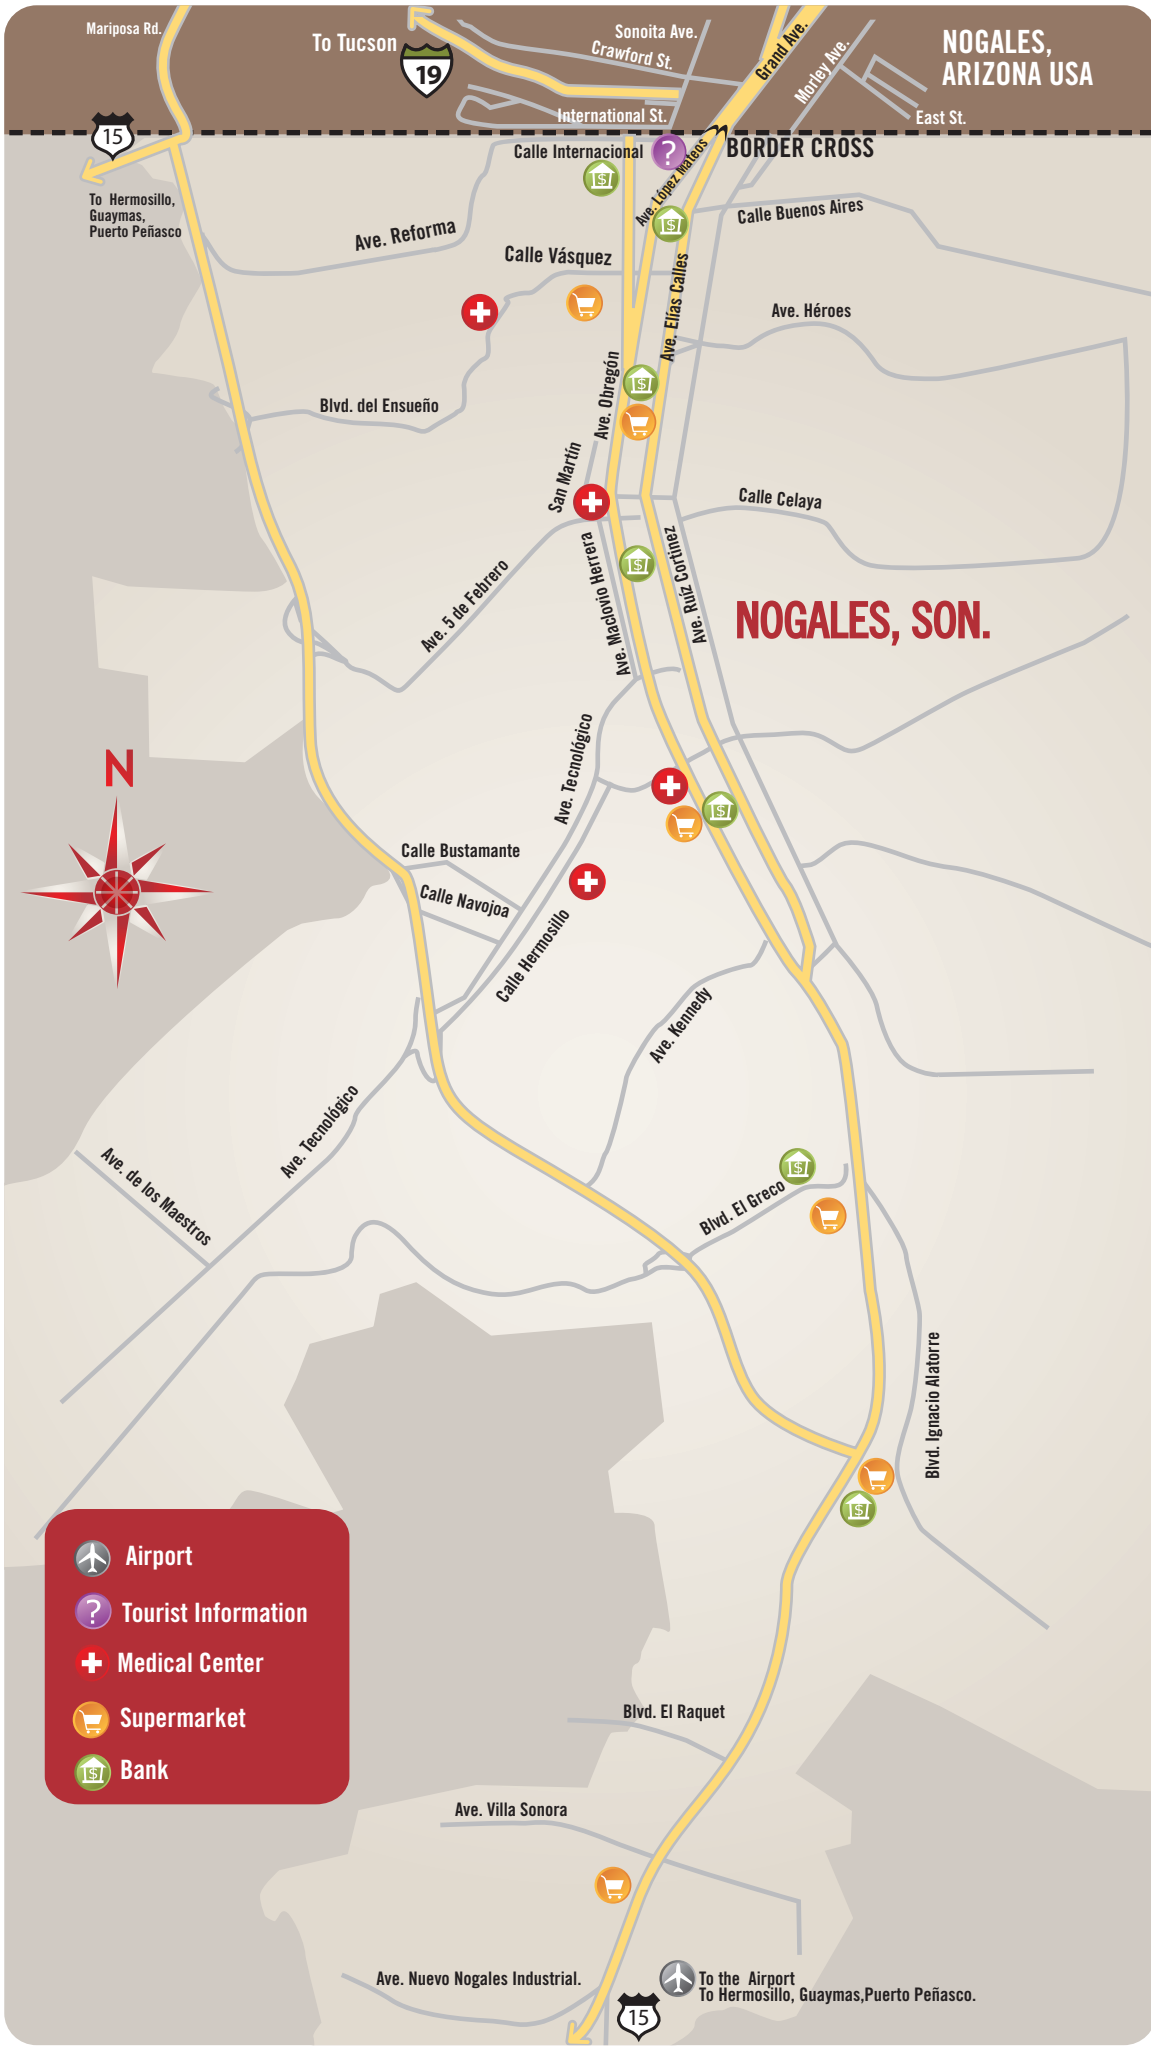 Mariposa Rd.
To Tucson
19
Sonoita Ave.
Crawford St.
Grand Ave.
Morley Ave.
NOGALES,
ARIZONA USA
International St.
East St.
15
Calle Internacional
?
Ave. López Mateos
BORDER CROSS
To Hermosillo,
Guaymas,
Puerto Peñasco
$
$
Calle Buenos Aires
Ave. Reforma
Calle Vásquez
Ave. Elías Calles
Ave. Héroes
Ave. Obregón
$
Blvd. del Ensueño
San Martín
Calle Celaya
Ave. 5 de Febrero
Ave. Maclovio Herrera
$
Ave. Ruíz Cortinez
NOGALES, SON.
N
Ave. Tecnológico
$
Calle Bustamante
Calle Navojoa
Calle Hermosillo
Ave. Kennedy
Ave. Tecnológico
Ave. de los Maestros
$
Blvd. El Greco
Blvd. Ignacio Alatorre
$
Airport
? Tourist Information
Medical Center
Supermarket
$ Bank
Blvd. El Raquet
Ave. Villa Sonora
Ave. Nuevo Nogales Industrial.
To the Airport
To Hermosillo, Guaymas,Puerto Peñasco.
15